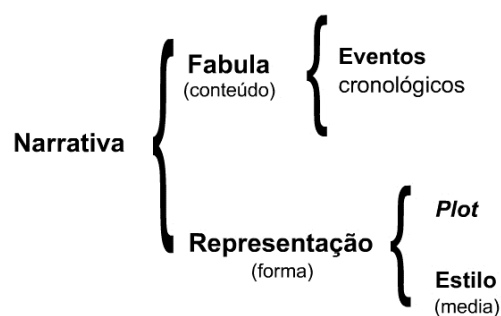 Narrativa
Fabula
(conteúdo)
Eventos
cronológicos
Representação
(forma)
Plot
Estilo
(media)